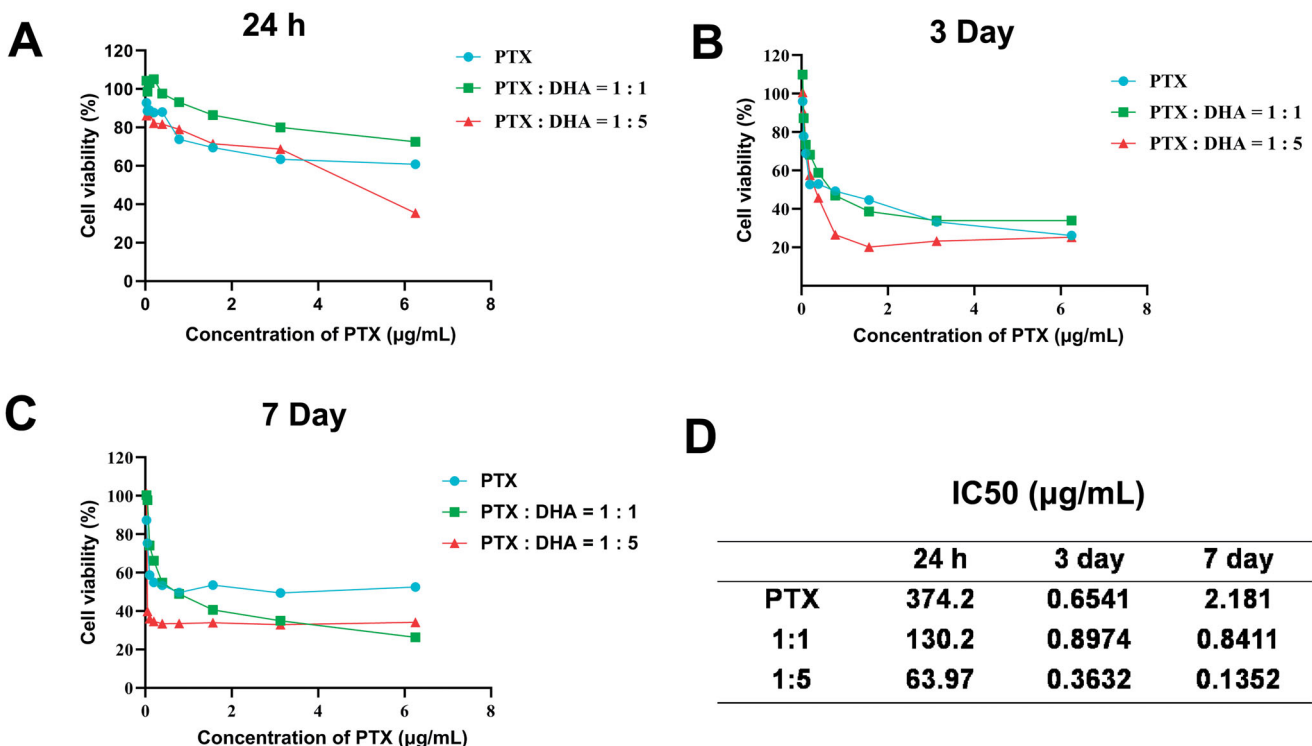 A
24 h
120
100
80
60
40
20
0
0
2
4
6
8
Cell viability (%)
Concentration of PTX (µg/mL)
PTX
PTX : DHA = 1 : 1
PTX : DHA = 1 : 5
B
3 Day
120
100
80
60
40
20
0
2
4
6
8
Cell viability (%)
Concentration of PTX (µg/mL)
PTX
PTX : DHA = 1 : 1
PTX : DHA = 1 : 5
C
7 Day
120
100
80
60
40
20
0
0
2
4
6
8
Cell viability (%)
Concentration of PTX (µg/mL)
PTX
PTX : DHA = 1 : 1
PTX : DHA = 1 : 5
D
IC50 (µg/mL)
24 h 3 day 7 day
PTX 374.2 0.6541 2.181
1:1 130.2 0.8974 0.8411
1:5 63.97 0.3632 0.1352